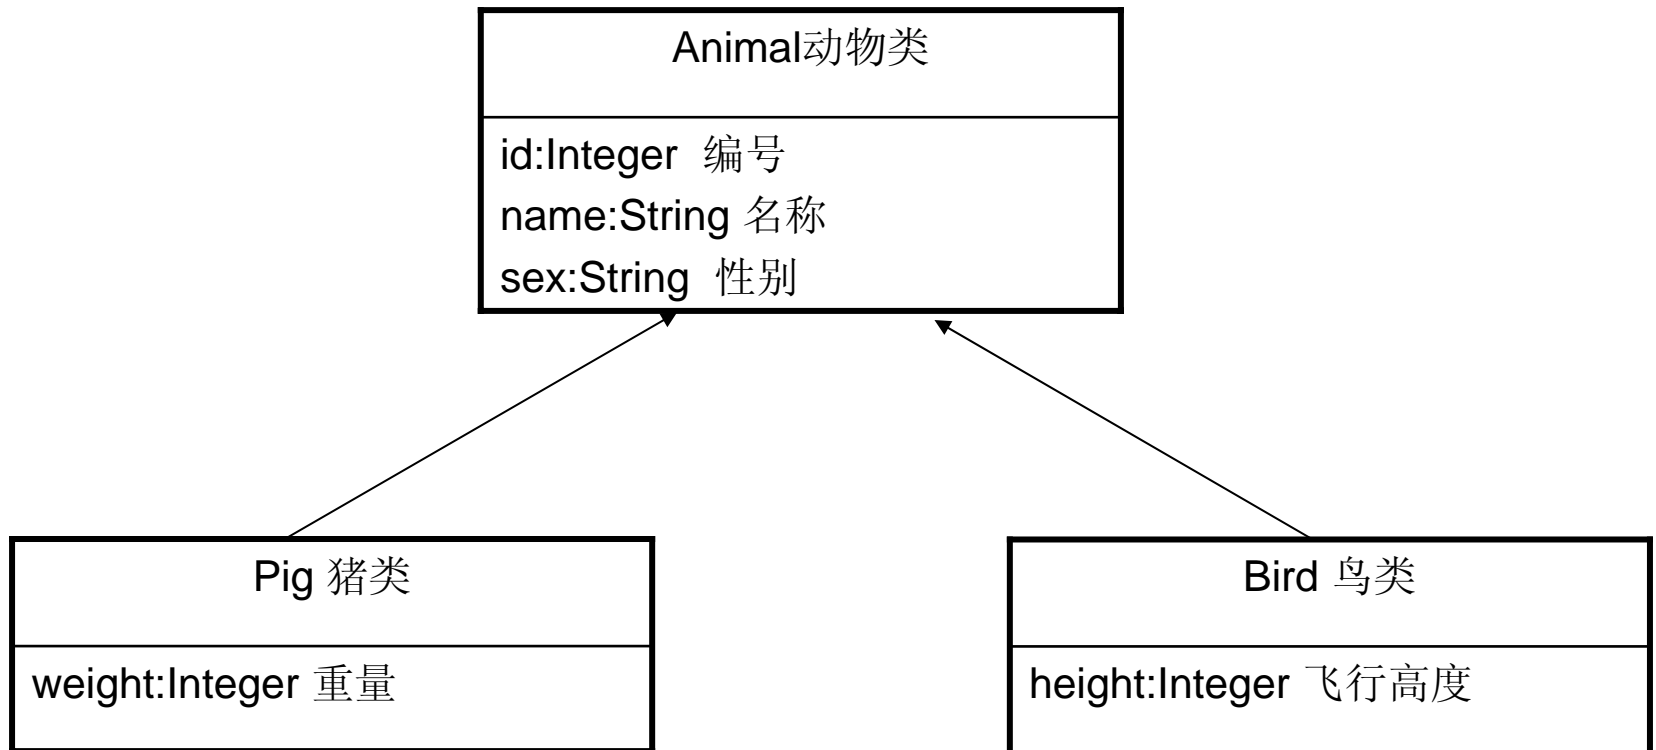 Animal动物类
id:Integer 编号
name:String 名称
sex:String 性别
Pig 猪类
weight:Integer 重量
Bird 鸟类
height:Integer 飞行高度